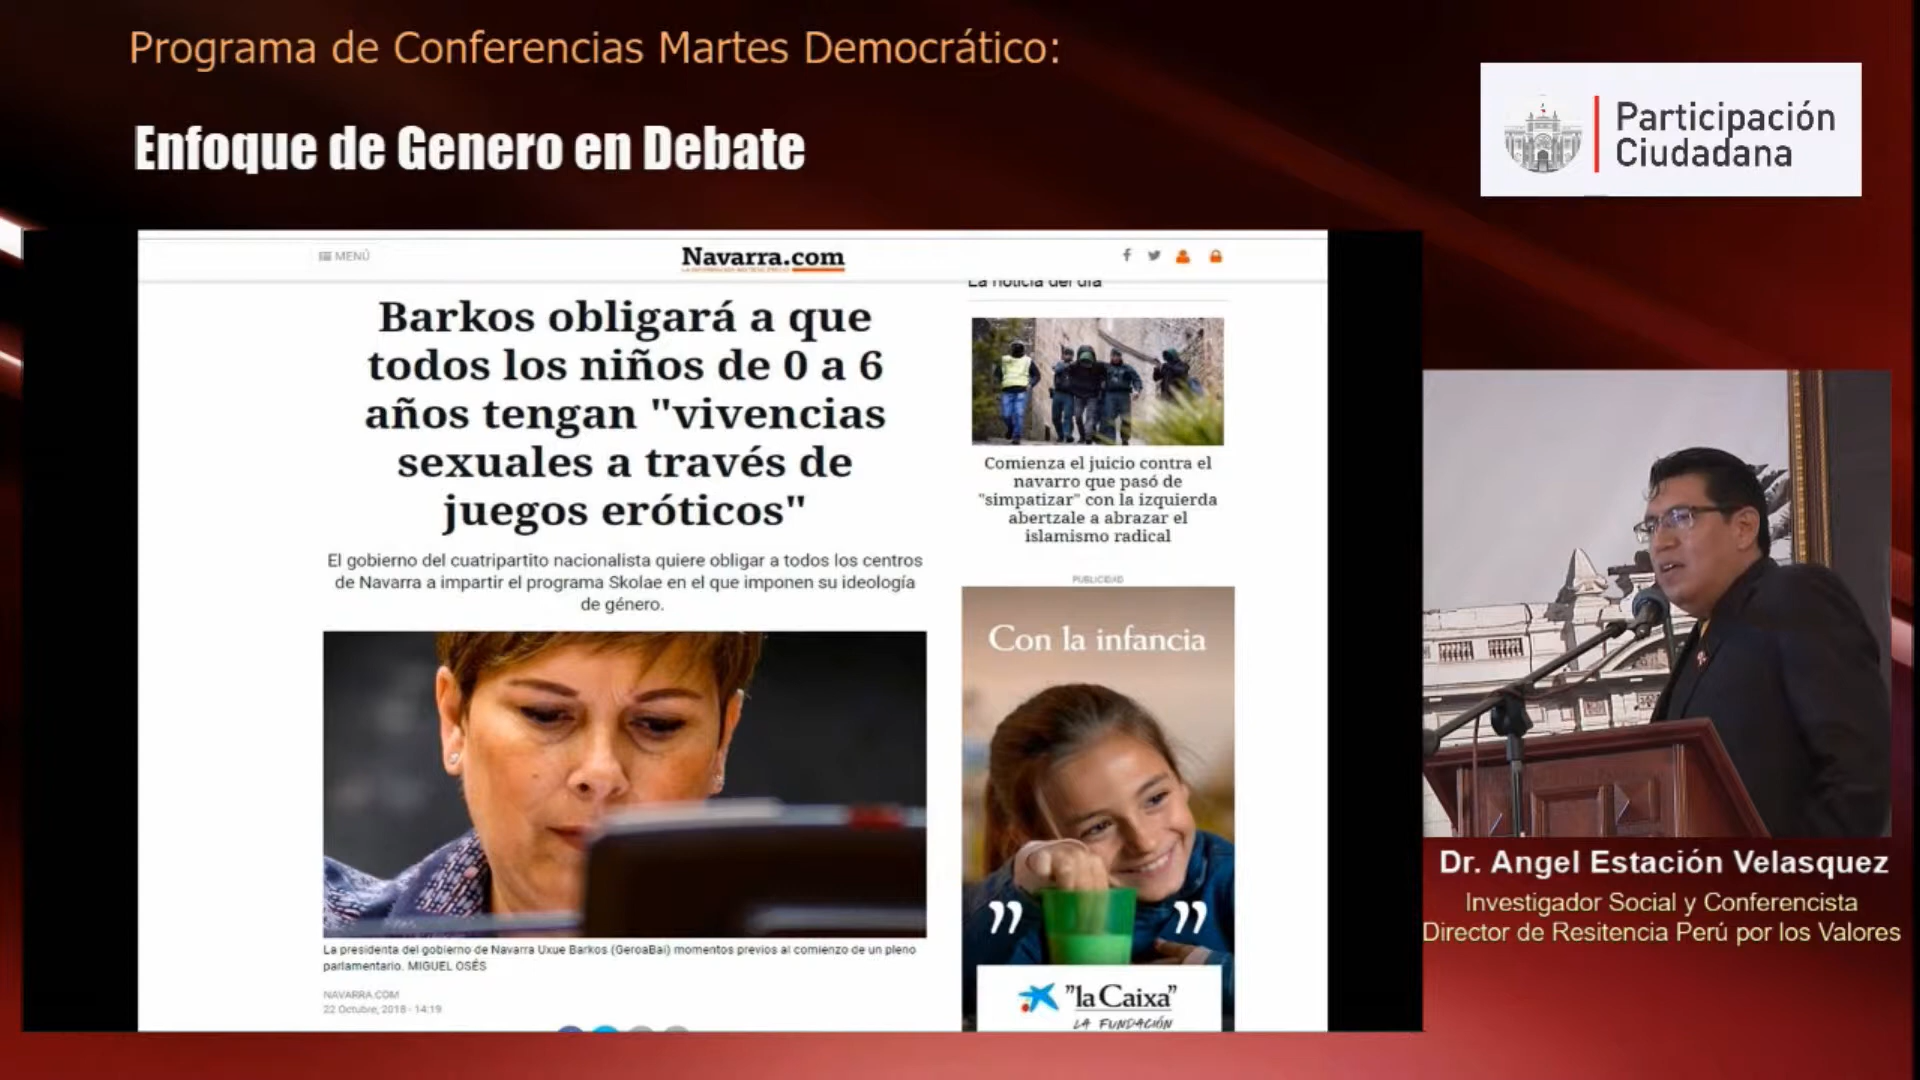 Programa de Conferencias Martes Democrático:
Enfoque de Genero en Debate
Participación
Ciudadana
MENÚ
Navarra.com
La noticia del día
Barkos obligará a que
todos los niños de 0 a 6
años tengan "vivencias
sexuales a través de
juegos eróticos"
El gobierno del cuatripartito nacionalista quiere obligar a todos los centros
de Navarra a impartir el programa Skolae en el que imponen su ideología
de género.
La presidenta del gobierno de Navarra Uxue Barkos (GeroaBai) momentos previos al comienzo de un pleno
parlamentario. MIGUEL OSÉS
NAVARRA.COM
22 Octubre, 2018 - 14:19
Comienza el juicio contra el
navarro que pasó de
"simpatizar" con la izquierda
abertzale a abrazar el
islamismo radical
PUBLICIDAD
Con la infancia
"la Caixa"
LA FUNDACIÓN
Dr. Angel Estación Velasquez
Investigador Social y Conferencista
Director de Resitencia Perú por los Valores